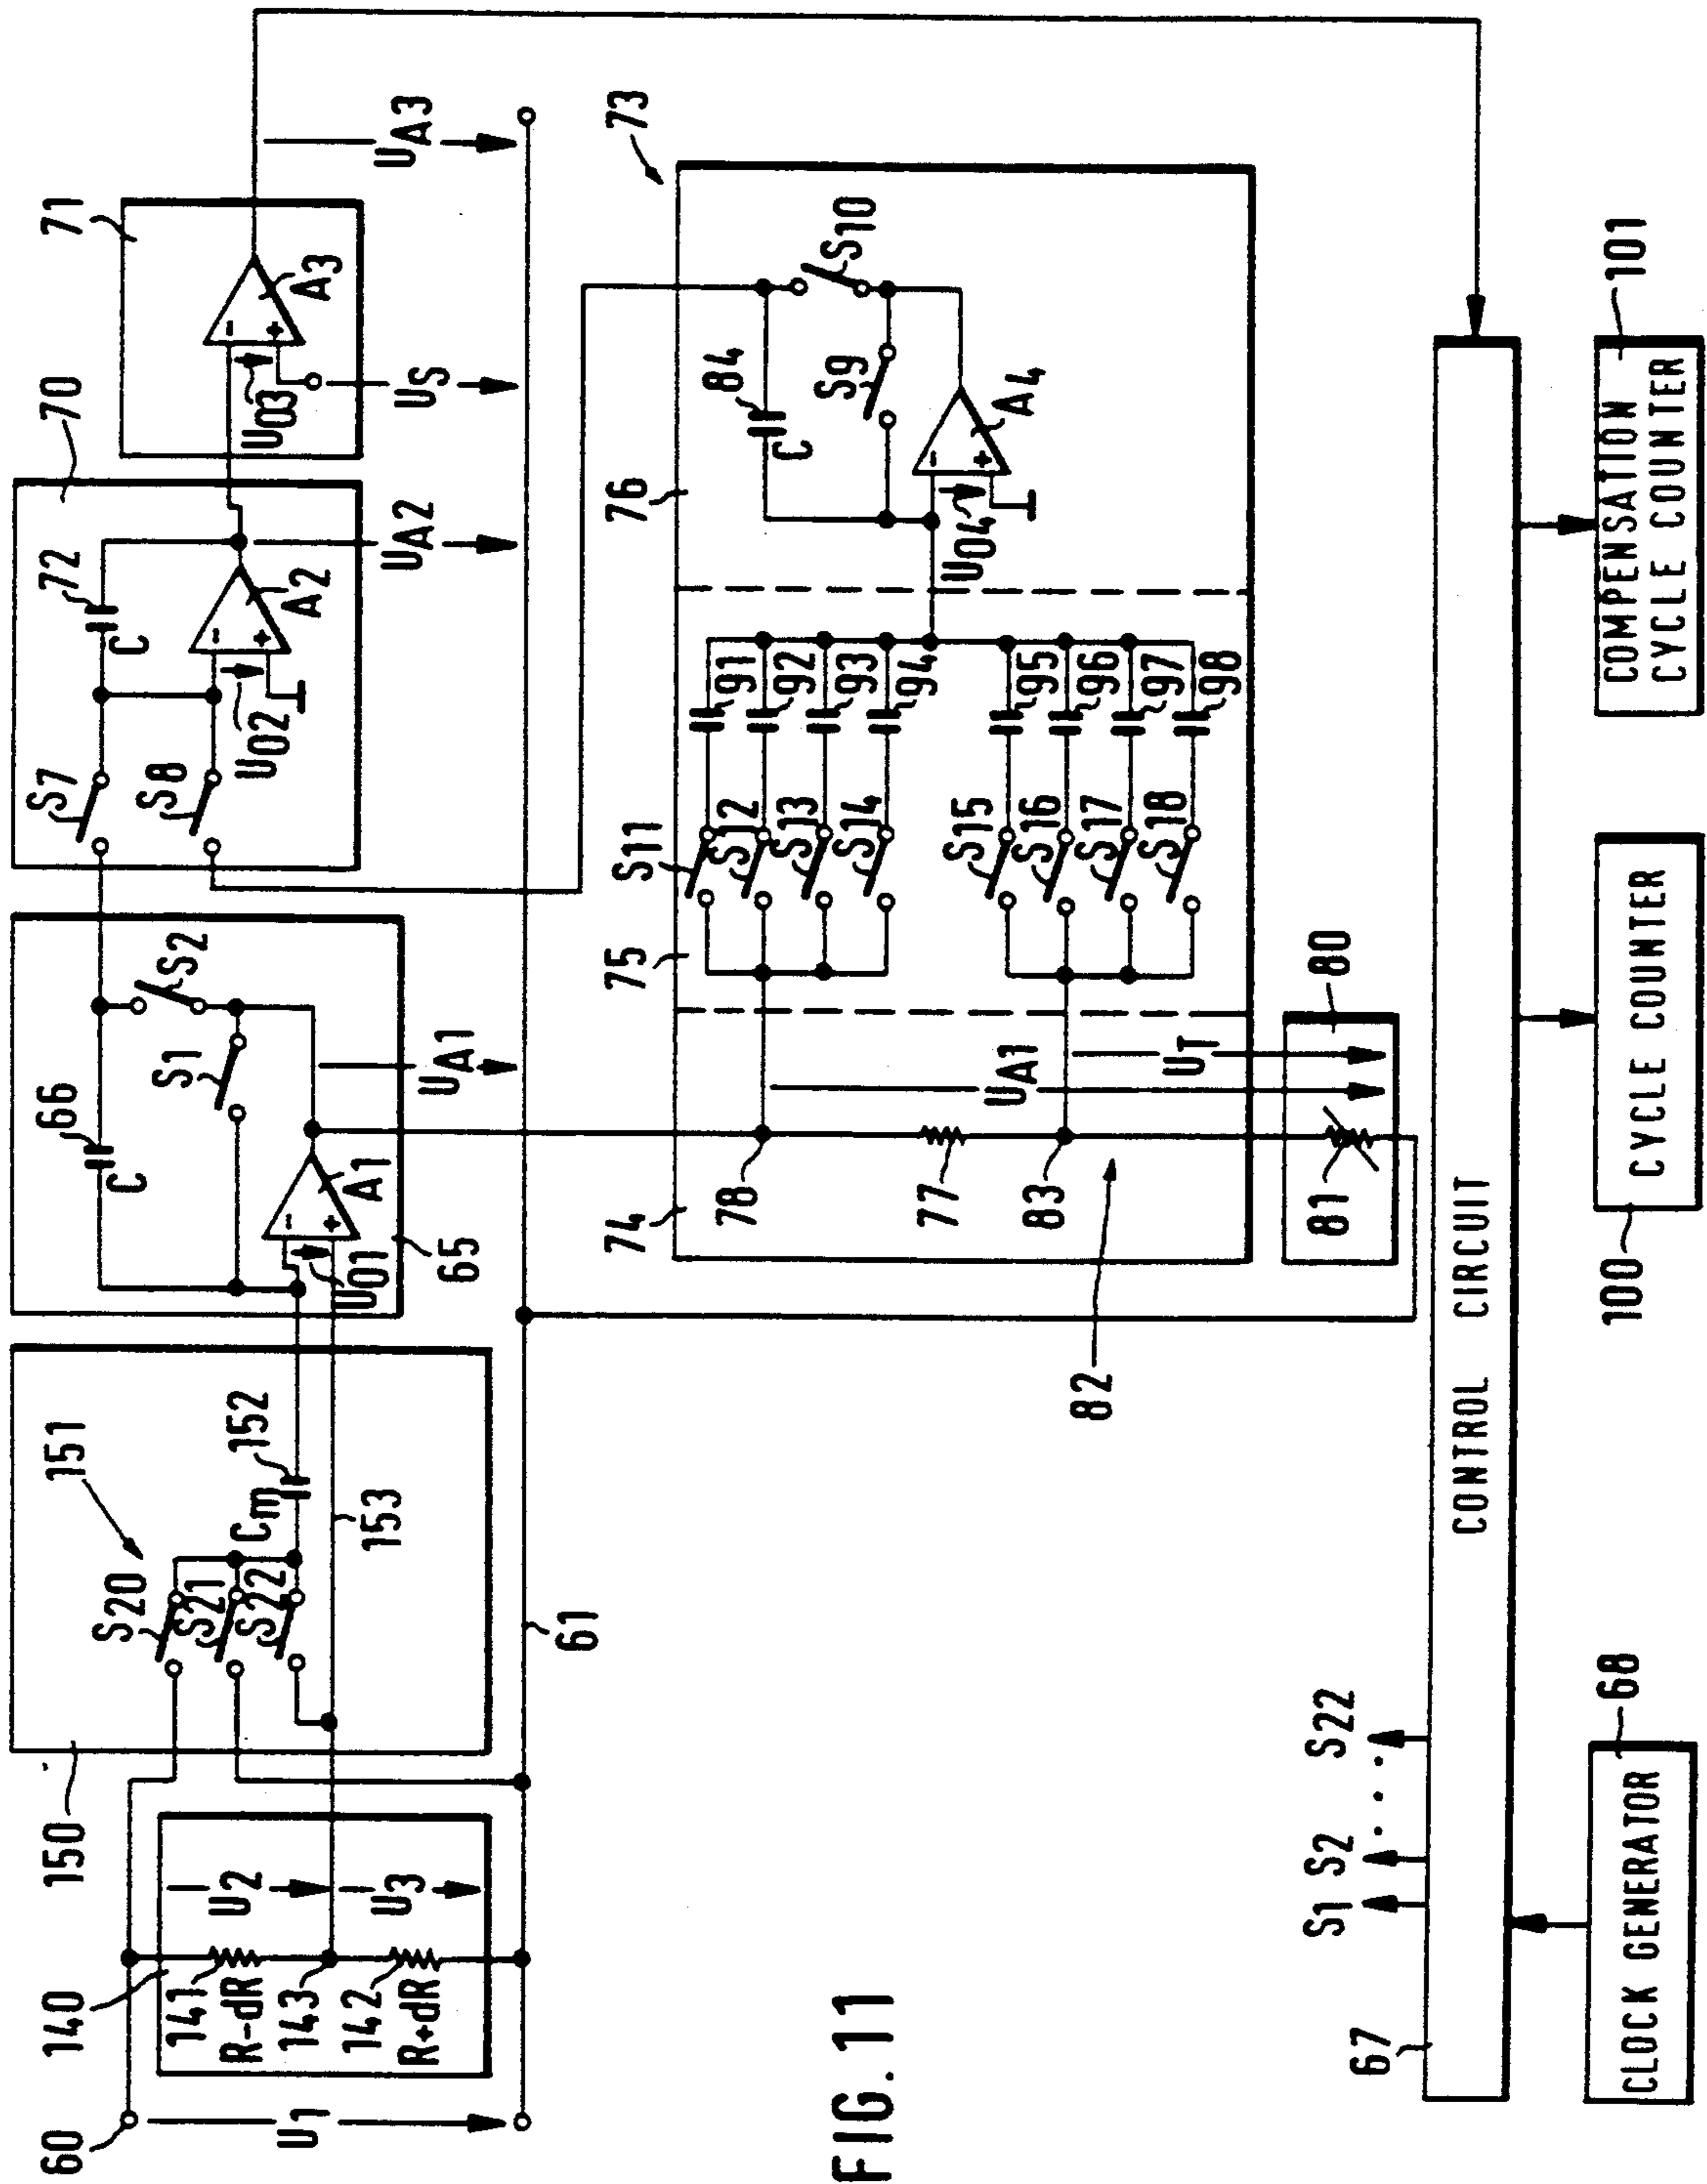 60
U1
140
141
R-dR
143
142
R+dR
U2
U3
150
S20
S21
S22
151
Cm
152
153
61
65
66
C
S1
S2
A1
U01
UA1
70
S7
S8
72
C
A2
U02
UA2
71
A3
U03
US
UA3
73
74
75
76
78
77
83
82
UA1
UT
80
81
S11
S12
S13
S14
S15
S16
S17
S18
91
92
93
94
95
96
97
98
84
C
S9
S10
A4
U04
FIG.11
67
S1
S2
. . .
S22
CONTROL CIRCUIT
68
CLOCK GENERATOR
100
CYCLE COUNTER
101
COMPENSATION
CYCLE COUNTER